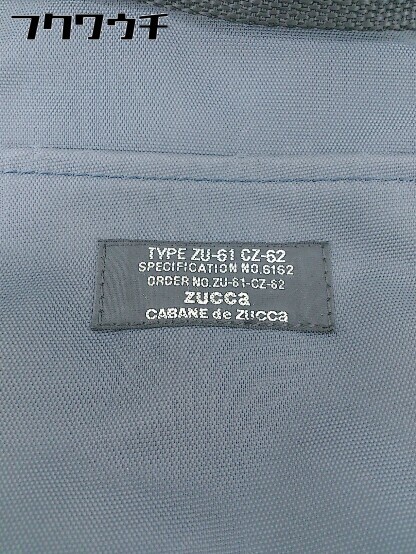 フクウウチ
TYPE ZU-61 CZ-62
SPECIFICATION NO.6162
ORDER NO.ZU-61-CZ-62
ZUCCa
CABANE de ZUCCa